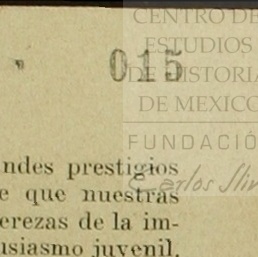 CENTRO DE
ESTUDIOS
DE HISTORIA
DE MEXICO
FUNDACIÓ
Carlos Slim
015
ndes prestigios
e que nuestras
erezas de la im-
usiasmo juvenil.